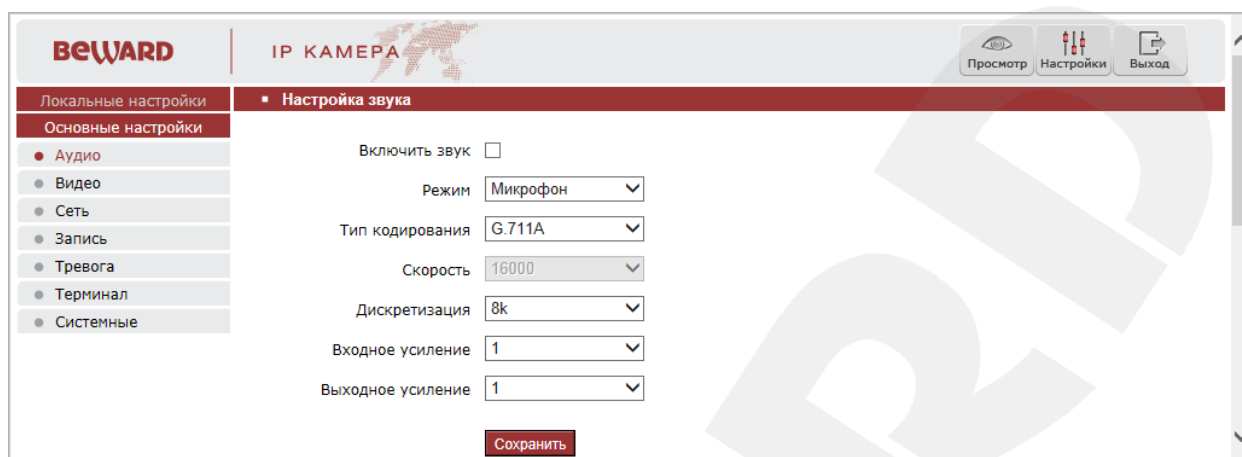 BEWARD
IP КАМЕРА
Просмотр
Настройки
Выход
Локальные настройки
Настройка звука
Основные настройки
Аудио
Видео
Сеть
Запись
Тревога
Терминал
Системные
Включить звук
Режим Микрофон
Тип кодирования G.711A
Скорость 16000
Дискретизация 8k
Входное усиление 1
Выходное усиление 1
Сохранить
RD